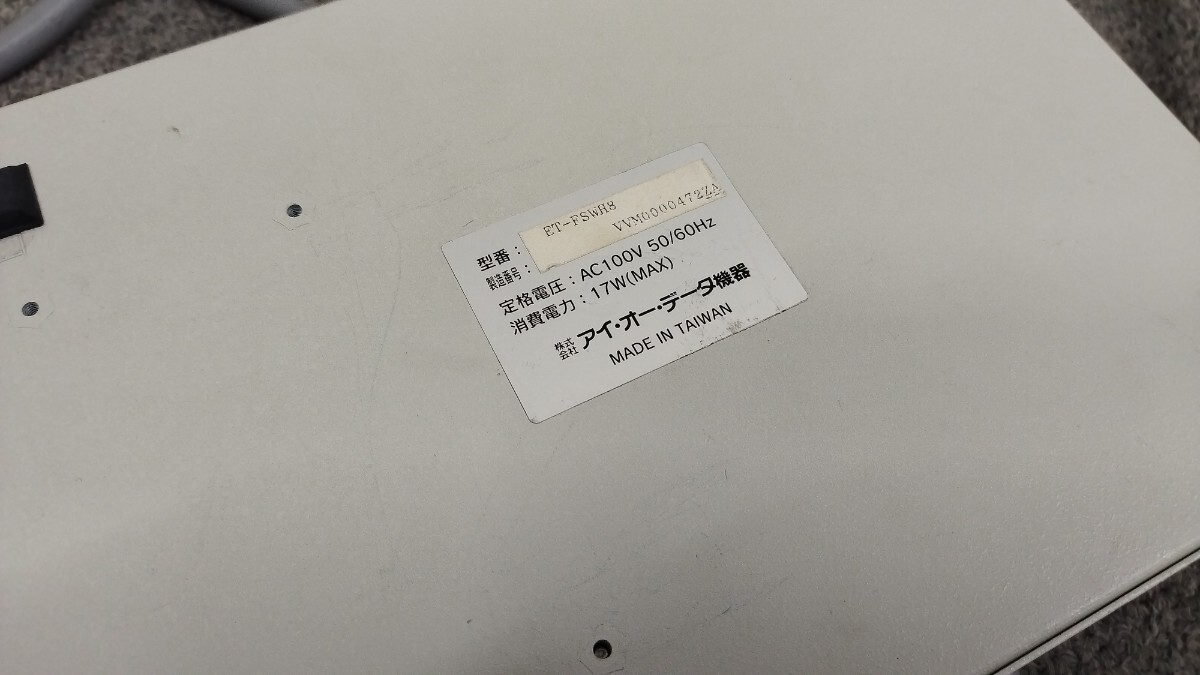 型番： ET-FSWH8
製造番号： VVMG000472ZA
定格電圧：AC100V 50/60Hz
消費電力：17W(MAX)
株式会社 アイ・オー・データ機器
MADE IN TAIWAN